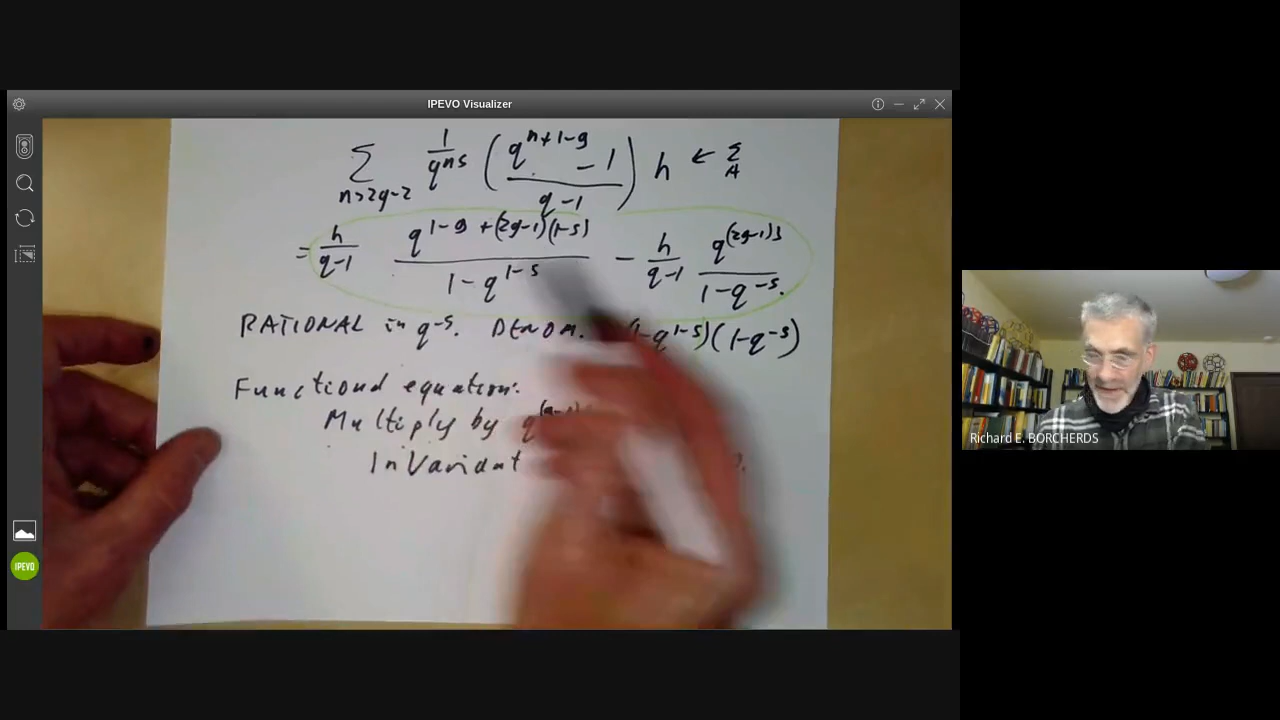 IPEVO Visualizer
∑ n>2g-2 1/q^ns (q^n+1-g - 1 / q-1) h ← ∑ A
= h/q-1 q^1-g+(2g-1)(1-s) / 1-q^1-s - h/q-1 q^(2g-1)s / 1-q^-s.
RATIONAL in q^-s. DENOM. (1-q^1-s)(1-q^-s)
Functional equation:
Multiply by
Invariant
IPEVO
Richard E. BORCHERDS